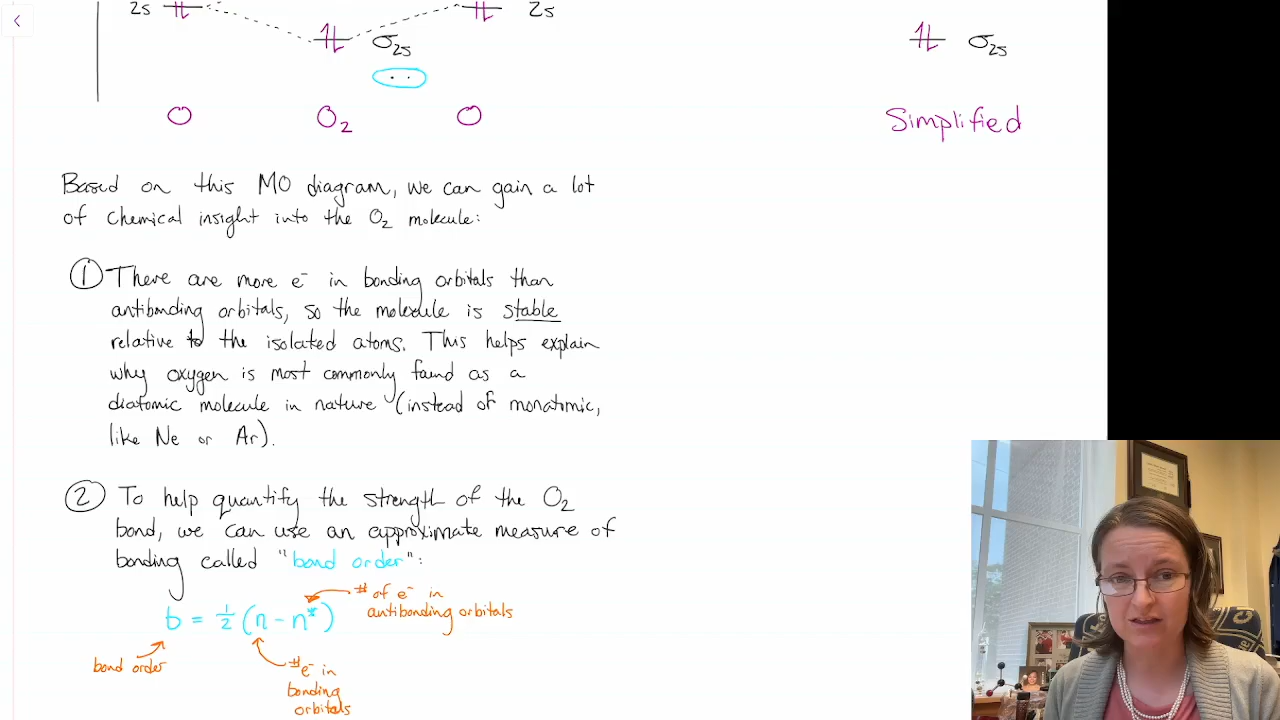 2s 2s
σ2s σ2s
O O2 O Simplified
Based on this MO diagram, we can gain a lot
of chemical insight into the O2 molecule:
① There are more e⁻ in bonding orbitals than
antibonding orbitals, so the molecule is stable
relative to the isolated atoms. This helps explain
why oxygen is most commonly found as a
diatomic molecule in nature (instead of monatomic,
like Ne or Ar).
② To help quantify the strength of the O2
bond, we can use an approximate measure of
bonding called "bond order":
# of e⁻ in
antibonding orbitals
b = 1/2 (n - n*)
bond order
#e⁻ in
bonding
orbitals